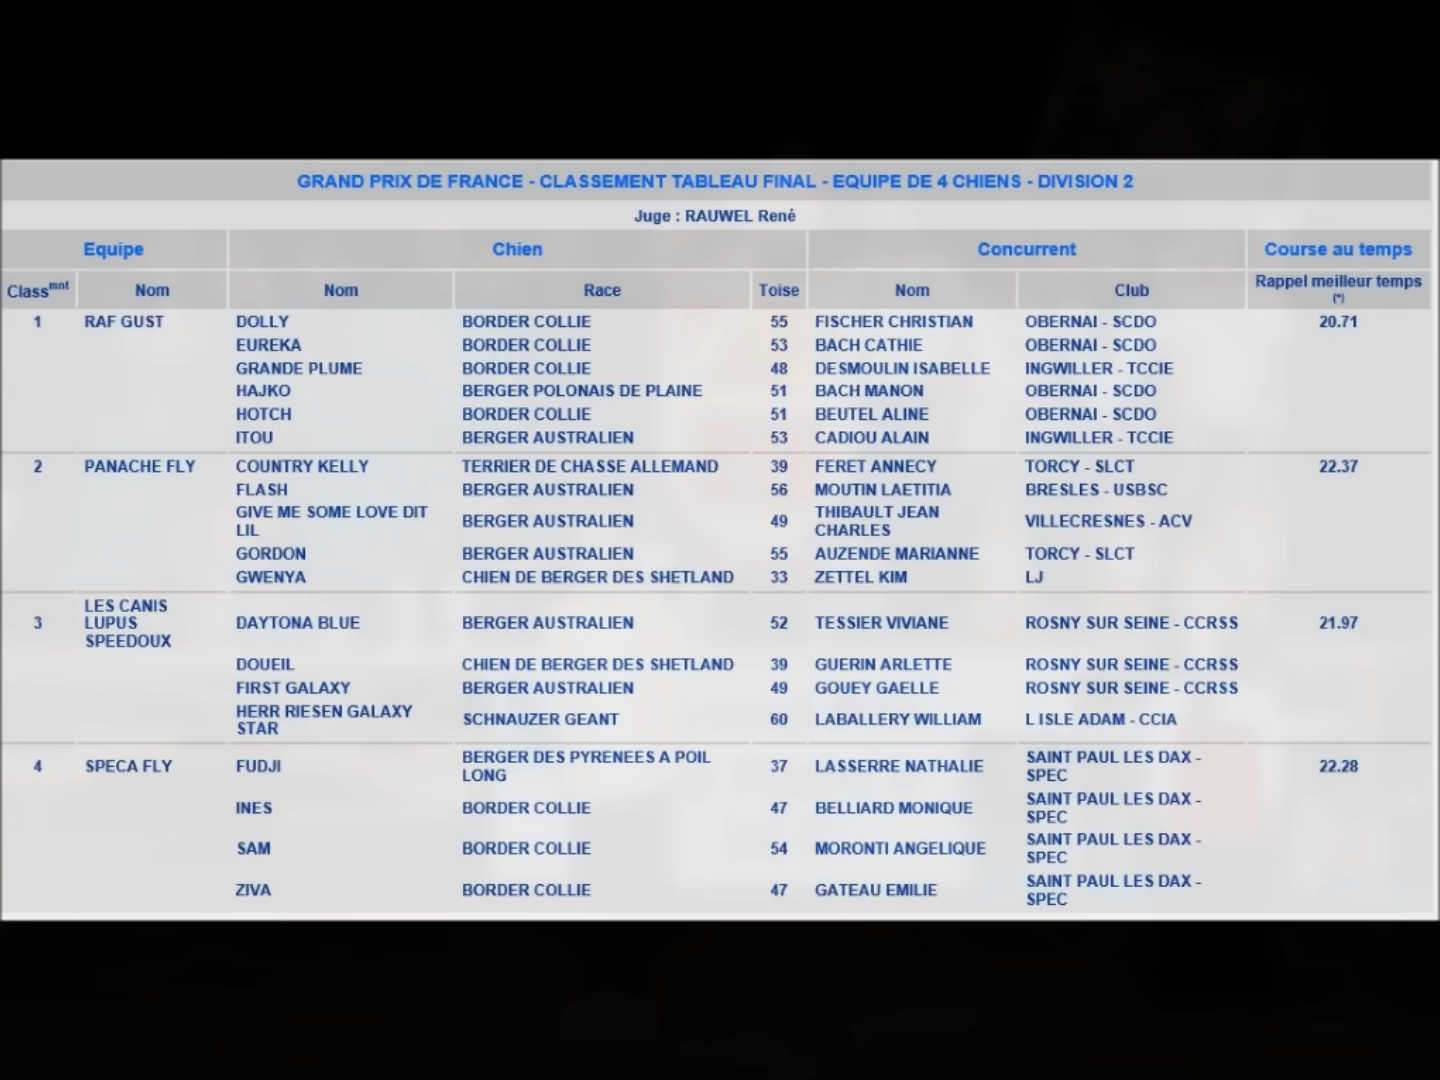 GRAND PRIX DE FRANCE - CLASSEMENT TABLEAU FINAL - EQUIPE DE 4 CHIENS - DIVISION 2
Juge : RAUWEL René
Equipe Chien Concurrent Course au temps
Classmnt Nom Nom Race Toise Nom Club Rappel meilleur temps (*)
1 RAF GUST DOLLY BORDER COLLIE 55 FISCHER CHRISTIAN OBERNAI - SCDO 20.71
EUREKA BORDER COLLIE 53 BACH CATHIE OBERNAI - SCDO
GRANDE PLUME BORDER COLLIE 48 DESMOULIN ISABELLE INGWILLER - TCCIE
HAJKO BERGER POLONAIS DE PLAINE 51 BACH MANON OBERNAI - SCDO
HOTCH BORDER COLLIE 51 BEUTEL ALINE OBERNAI - SCDO
ITOU BERGER AUSTRALIEN 53 CADIOU ALAIN INGWILLER - TCCIE
2 PANACHE FLY COUNTRY KELLY TERRIER DE CHASSE ALLEMAND 39 FERET ANNECY TORCY - SLCT 22.37
FLASH BERGER AUSTRALIEN 56 MOUTIN LAETITIA BRESLES - USBSC
GIVE ME SOME LOVE DIT LIL BERGER AUSTRALIEN 49 THIBAULT JEAN CHARLES VILLECRESNES - ACV
GORDON BERGER AUSTRALIEN 55 AUZENDE MARIANNE TORCY - SLCT
GWENYA CHIEN DE BERGER DES SHETLAND 33 ZETTEL KIM LJ
3 LES CANIS LUPUS SPEEDOUX DAYTONA BLUE BERGER AUSTRALIEN 52 TESSIER VIVIANE ROSNY SUR SEINE - CCRSS 21.97
DOUEIL CHIEN DE BERGER DES SHETLAND 39 GUERIN ARLETTE ROSNY SUR SEINE - CCRSS
FIRST GALAXY BERGER AUSTRALIEN 49 GOUEY GAELLE ROSNY SUR SEINE - CCRSS
HERR RIESEN GALAXY STAR SCHNAUZER GEANT 60 LABALLERY WILLIAM L ISLE ADAM - CCIA
4 SPECA FLY FUDJI BERGER DES PYRENEES A POIL LONG 37 LASSERRE NATHALIE SAINT PAUL LES DAX - SPEC 22.28
INES BORDER COLLIE 47 BELLIARD MONIQUE SAINT PAUL LES DAX - SPEC
SAM BORDER COLLIE 54 MORONTI ANGELIQUE SAINT PAUL LES DAX - SPEC
ZIVA BORDER COLLIE 47 GATEAU EMILIE SAINT PAUL LES DAX - SPEC